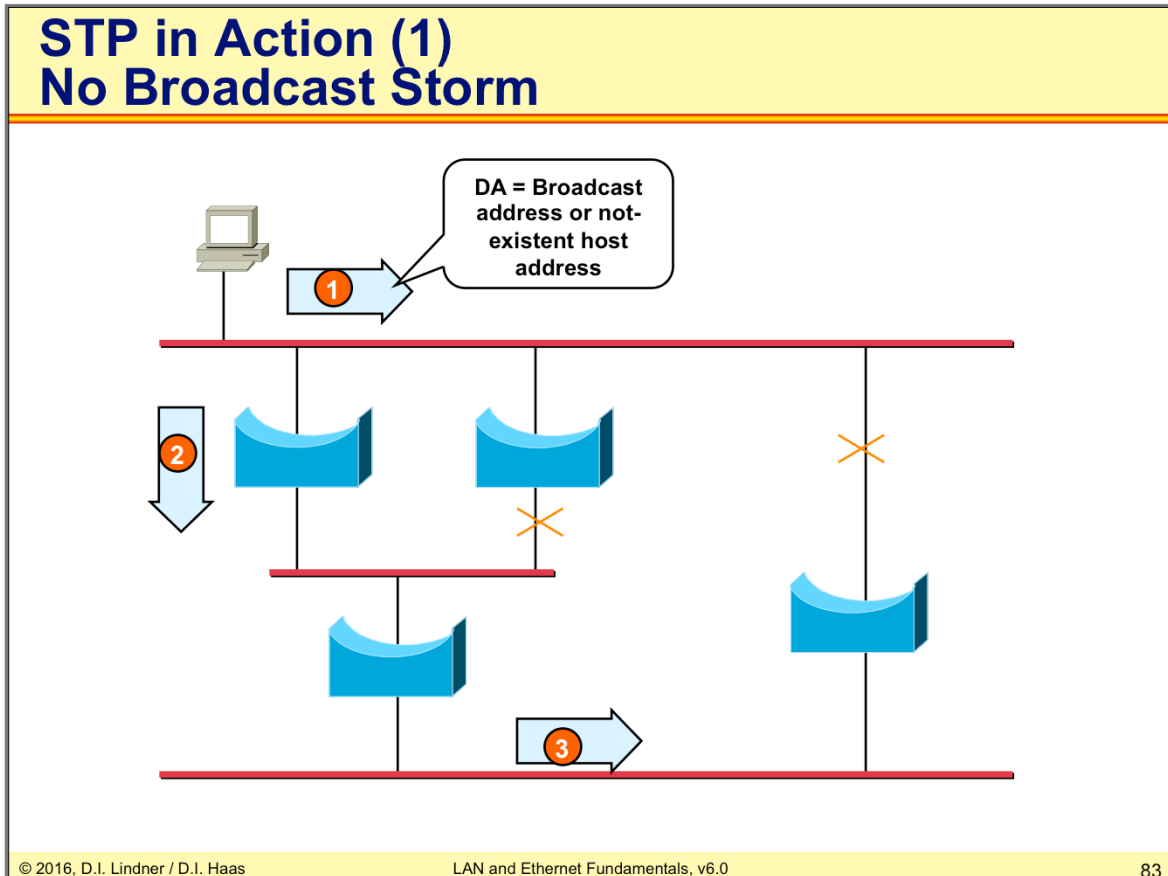 STP in Action (1)
No Broadcast Storm
DA = Broadcast
address or not-
existent host
address
1
2
3
© 2016, D.I. Lindner / D.I. Haas
LAN and Ethernet Fundamentals, v6.0
83